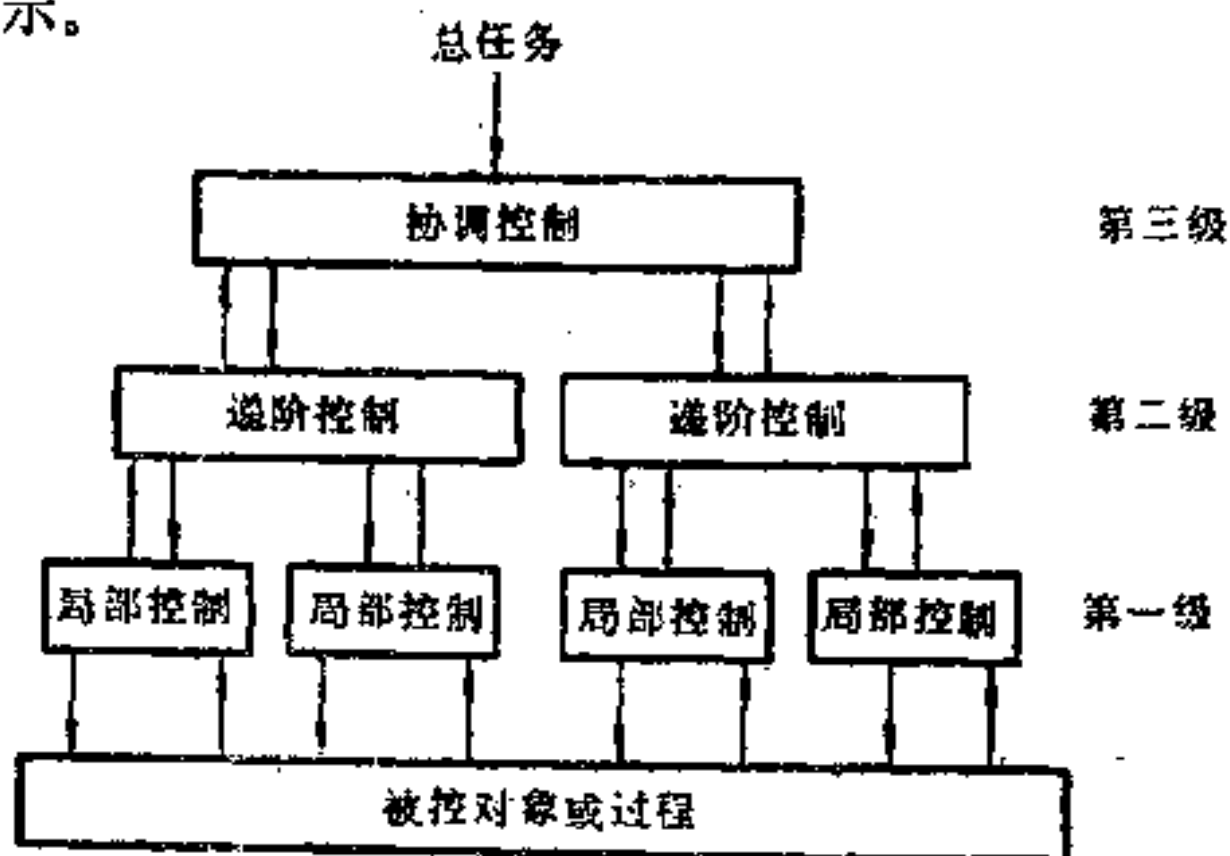 示。
总任务
协调控制
第三级
递阶控制
递阶控制
第二级
局部控制
局部控制
局部控制
局部控制
第一级
被控对象或过程